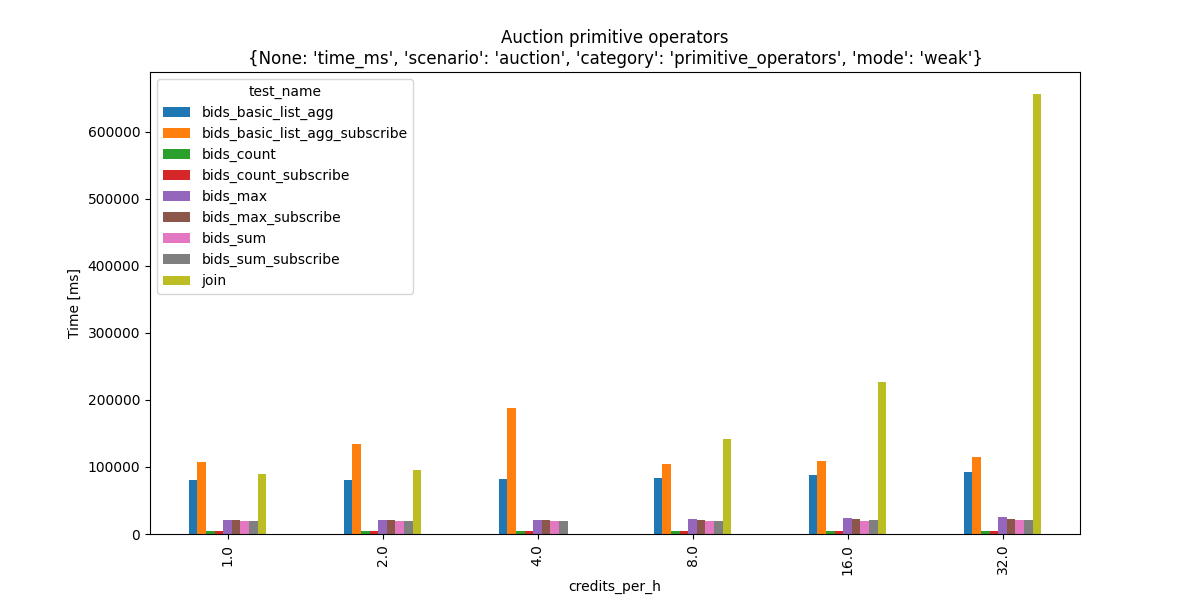 Auction primitive operators
{None: 'time_ms', 'scenario': 'auction', 'category': 'primitive_operators', 'mode': 'weak'}
test_name
bids_basic_list_agg
bids_basic_list_agg_subscribe
bids_count
bids_count_subscribe
bids_max
bids_max_subscribe
bids_sum
bids_sum_subscribe
join
Time [ms]
600000
500000
400000
300000
200000
100000
0
1.0
2.0
4.0
8.0
16.0
32.0
credits_per_h